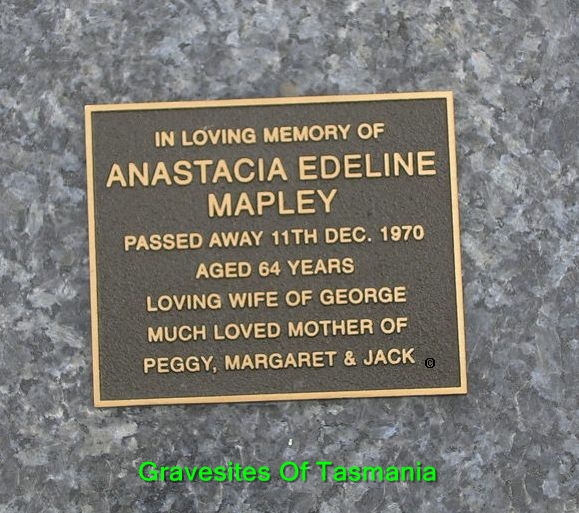 IN LOVING MEMORY OF
ANASTACIA EDELINE
MAPLEY
PASSED AWAY 11TH DEC. 1970
AGED 64 YEARS
LOVING WIFE OF GEORGE
MUCH LOVED MOTHER OF
PEGGY, MARGARET & JACK ©
Gravesites Of Tasmania